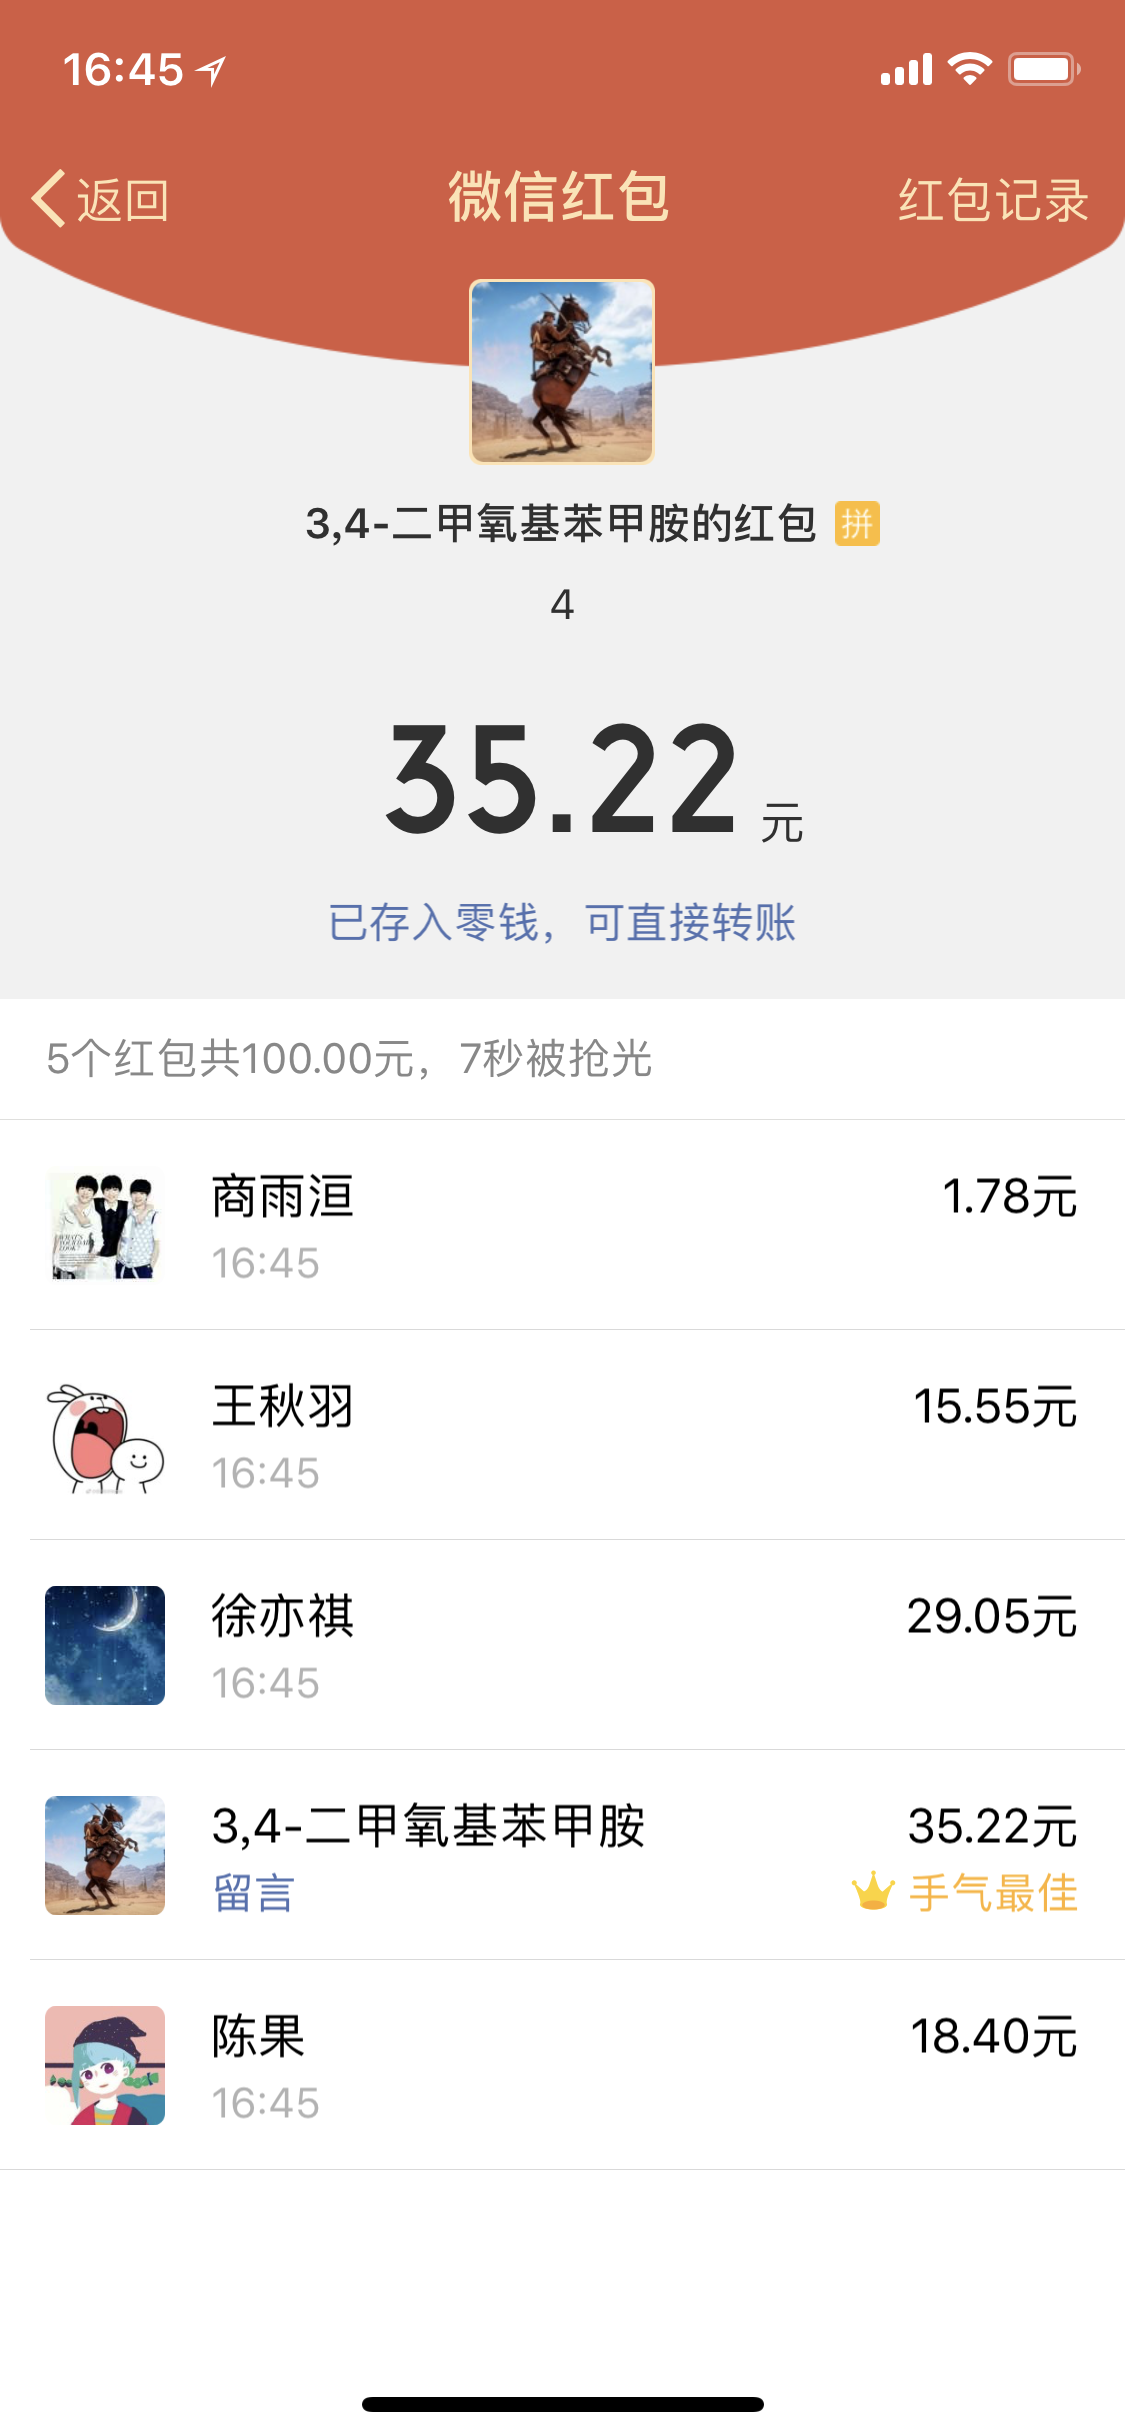 16:45
返回 微信红包 红包记录
3,4-二甲氧基苯甲胺的红包 拼
4
35.22 元
已存入零钱，可直接转账
5个红包共100.00元，7秒被抢光
商雨洹 1.78元
16:45
王秋羽 15.55元
16:45
徐亦祺 29.05元
16:45
3,4-二甲氧基苯甲胺 35.22元
留言 手气最佳
陈果 18.40元
16:45